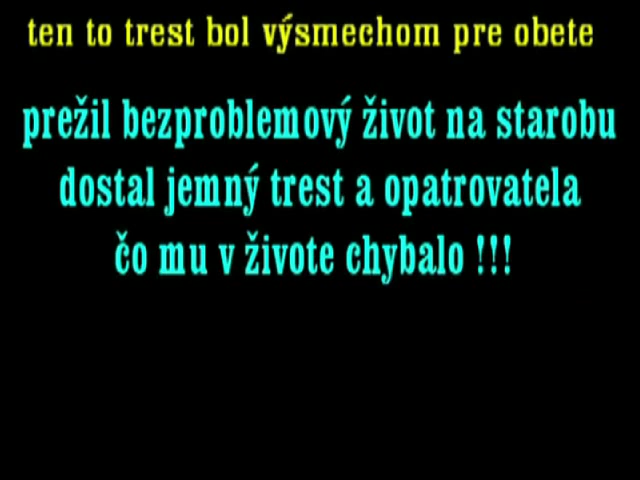 ten to trest bol výsmechom pre obete
prežil bezproblemový život na starobu
dostal jemný trest a opatrovatela
čo mu v živote chybalo !!!